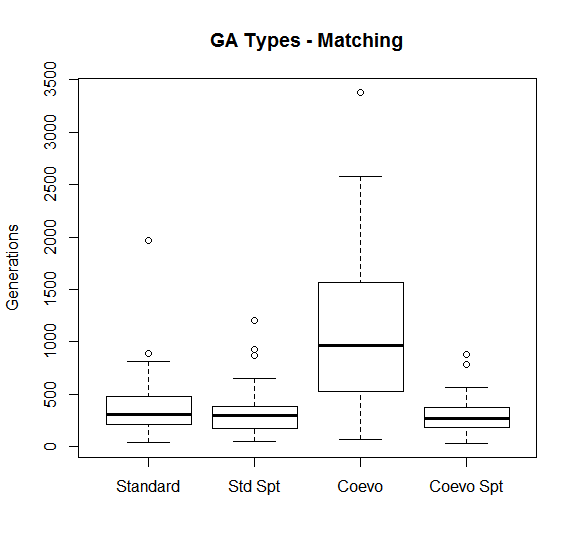 GA Types - Matching
Generations
3500
3000
2500
2000
1500
1000
500
0
Standard
Std Spt
Coevo
Coevo Spt